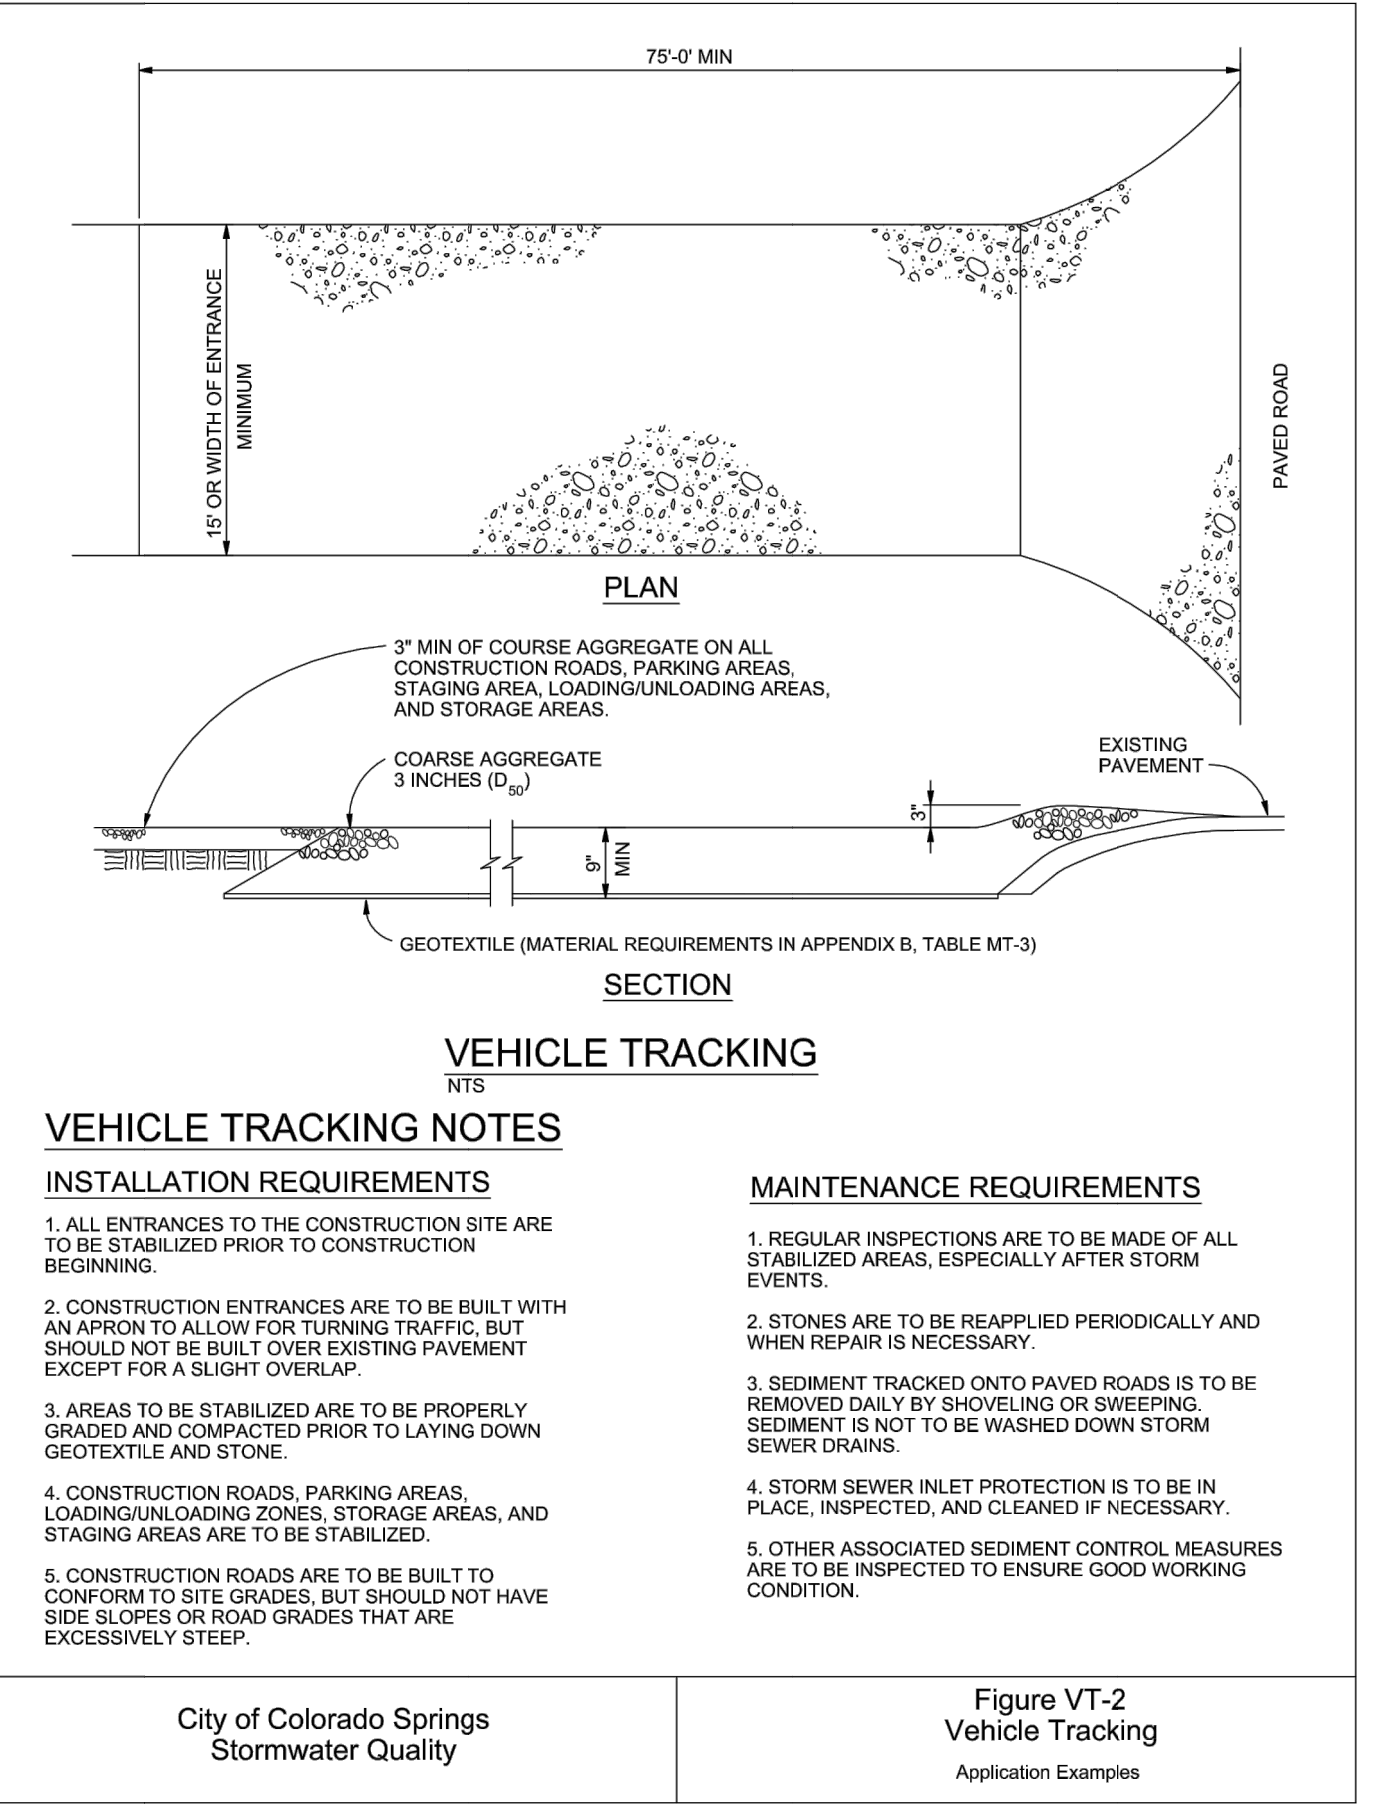 75'-0' MIN
15' OR WIDTH OF ENTRANCE
MINIMUM
PAVED ROAD
PLAN
3" MIN OF COURSE AGGREGATE ON ALL
CONSTRUCTION ROADS, PARKING AREAS,
STAGING AREA, LOADING/UNLOADING AREAS,
AND STORAGE AREAS.
COARSE AGGREGATE
3 INCHES (D50)
EXISTING
PAVEMENT
3"
9"
MIN
GEOTEXTILE (MATERIAL REQUIREMENTS IN APPENDIX B, TABLE MT-3)
SECTION
VEHICLE TRACKING
NTS
VEHICLE TRACKING NOTES
INSTALLATION REQUIREMENTS
1. ALL ENTRANCES TO THE CONSTRUCTION SITE ARE
TO BE STABILIZED PRIOR TO CONSTRUCTION
BEGINNING.
2. CONSTRUCTION ENTRANCES ARE TO BE BUILT WITH
AN APRON TO ALLOW FOR TURNING TRAFFIC, BUT
SHOULD NOT BE BUILT OVER EXISTING PAVEMENT
EXCEPT FOR A SLIGHT OVERLAP.
3. AREAS TO BE STABILIZED ARE TO BE PROPERLY
GRADED AND COMPACTED PRIOR TO LAYING DOWN
GEOTEXTILE AND STONE.
4. CONSTRUCTION ROADS, PARKING AREAS,
LOADING/UNLOADING ZONES, STORAGE AREAS, AND
STAGING AREAS ARE TO BE STABILIZED.
5. CONSTRUCTION ROADS ARE TO BE BUILT TO
CONFORM TO SITE GRADES, BUT SHOULD NOT HAVE
SIDE SLOPES OR ROAD GRADES THAT ARE
EXCESSIVELY STEEP.
MAINTENANCE REQUIREMENTS
1. REGULAR INSPECTIONS ARE TO BE MADE OF ALL
STABILIZED AREAS, ESPECIALLY AFTER STORM
EVENTS.
2. STONES ARE TO BE REAPPLIED PERIODICALLY AND
WHEN REPAIR IS NECESSARY.
3. SEDIMENT TRACKED ONTO PAVED ROADS IS TO BE
REMOVED DAILY BY SHOVELING OR SWEEPING.
SEDIMENT IS NOT TO BE WASHED DOWN STORM
SEWER DRAINS.
4. STORM SEWER INLET PROTECTION IS TO BE IN
PLACE, INSPECTED, AND CLEANED IF NECESSARY.
5. OTHER ASSOCIATED SEDIMENT CONTROL MEASURES
ARE TO BE INSPECTED TO ENSURE GOOD WORKING
CONDITION.
City of Colorado Springs
Stormwater Quality
Figure VT-2
Vehicle Tracking
Application Examples